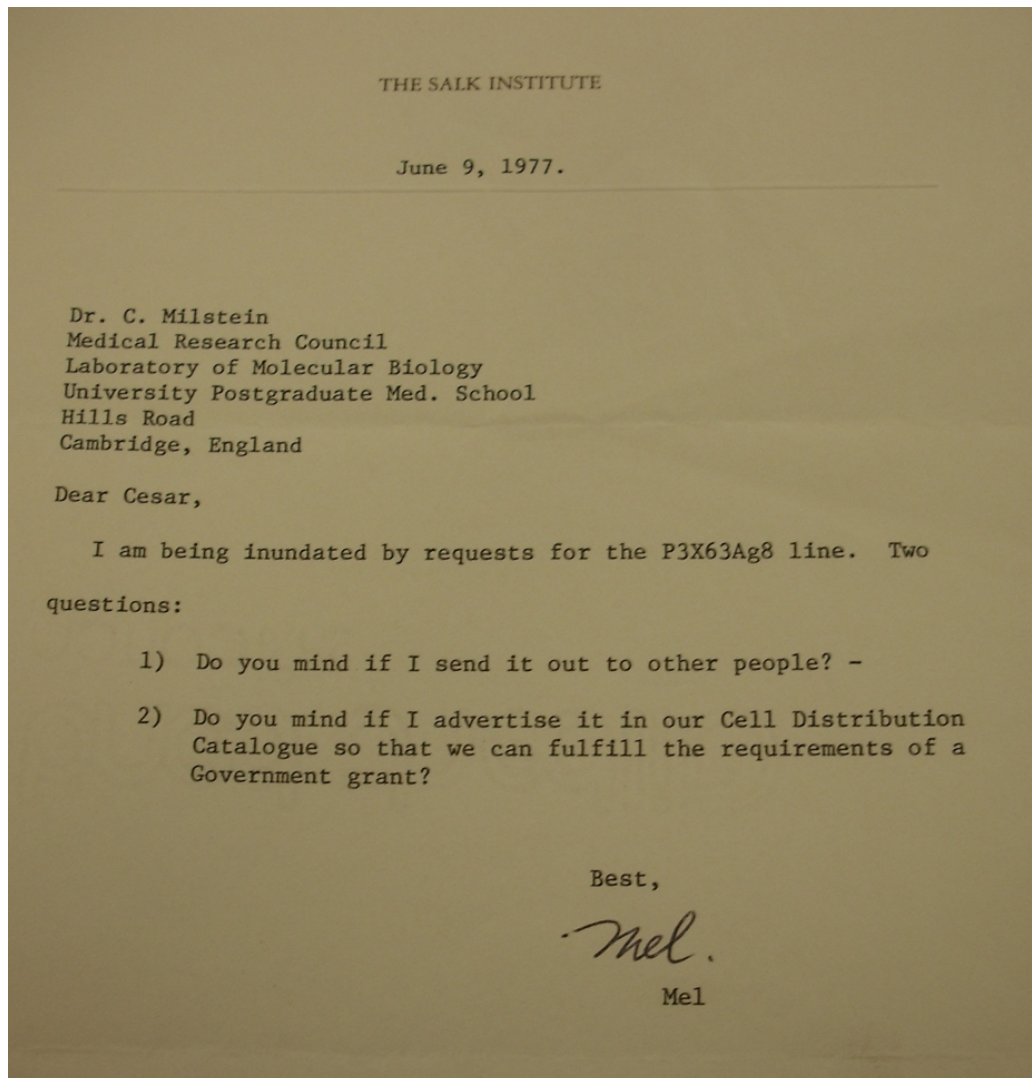 THE SALK INSTITUTE
June 9, 1977.
Dr. C. Milstein
Medical Research Council
Laboratory of Molecular Biology
University Postgraduate Med. School
Hills Road
Cambridge, England
Dear Cesar,
I am being inundated by requests for the P3X63Ag8 line. Two
questions:
1) Do you mind if I send it out to other people? -
2) Do you mind if I advertise it in our Cell Distribution
Catalogue so that we can fulfill the requirements of a
Government grant?
Best,
Mel.
Mel